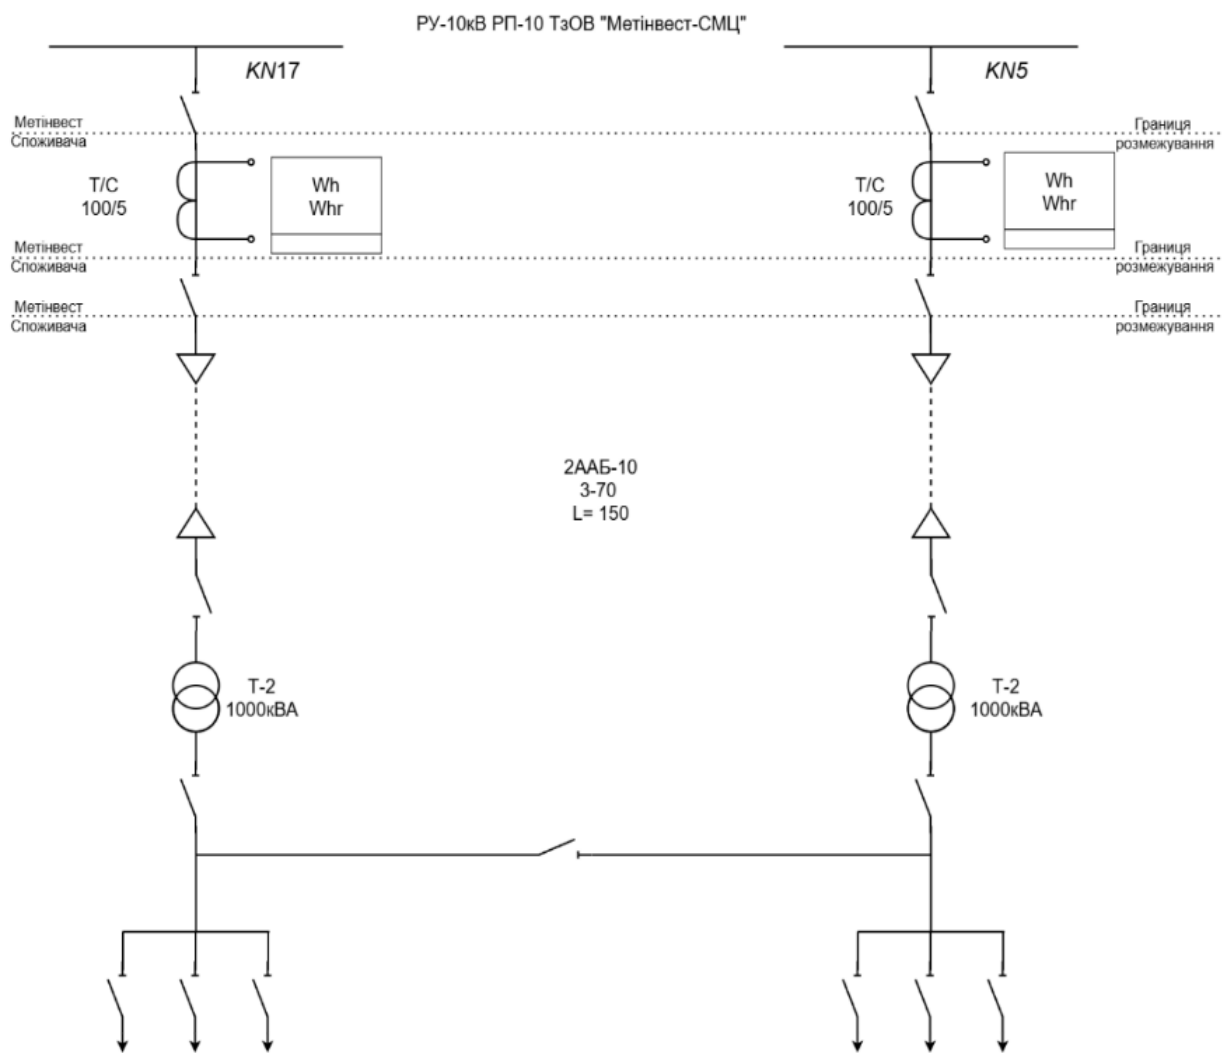 РУ-10кВ РП-10 ТзОВ "Метінвест-СМЦ"
KN17
KN5
Метінвест
Споживача
Границя
розмежування
Т/С
100/5
Wh
Whr
Т/С
100/5
Wh
Whr
Метінвест
Споживача
Границя
розмежування
Метінвест
Споживача
Границя
розмежування
2ААБ-10
3-70
L= 150
Т-2
1000кВА
Т-2
1000кВА